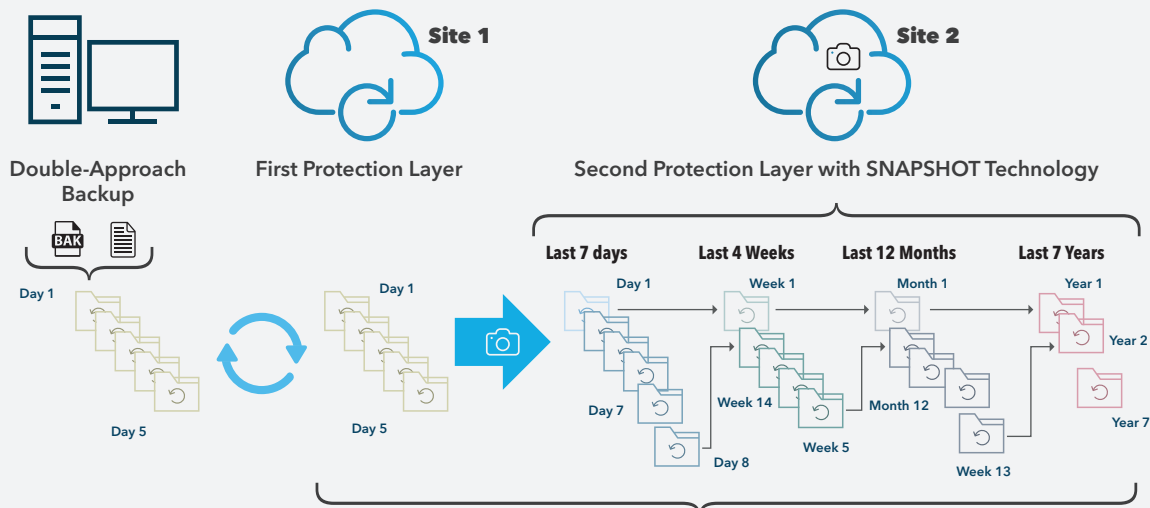 Site 1
Site 2
Double-Approach
Backup
First Protection Layer
Second Protection Layer with SNAPSHOT Technology
BAK
Last 7 days
Last 4 Weeks
Last 12 Months
Last 7 Years
Day 1
Day 5
Day 1
Day 5
Day 1
Day 7
Day 8
Week 1
Week 14
Week 5
Month 1
Month 12
Week 13
Year 1
Year 2
Year 7